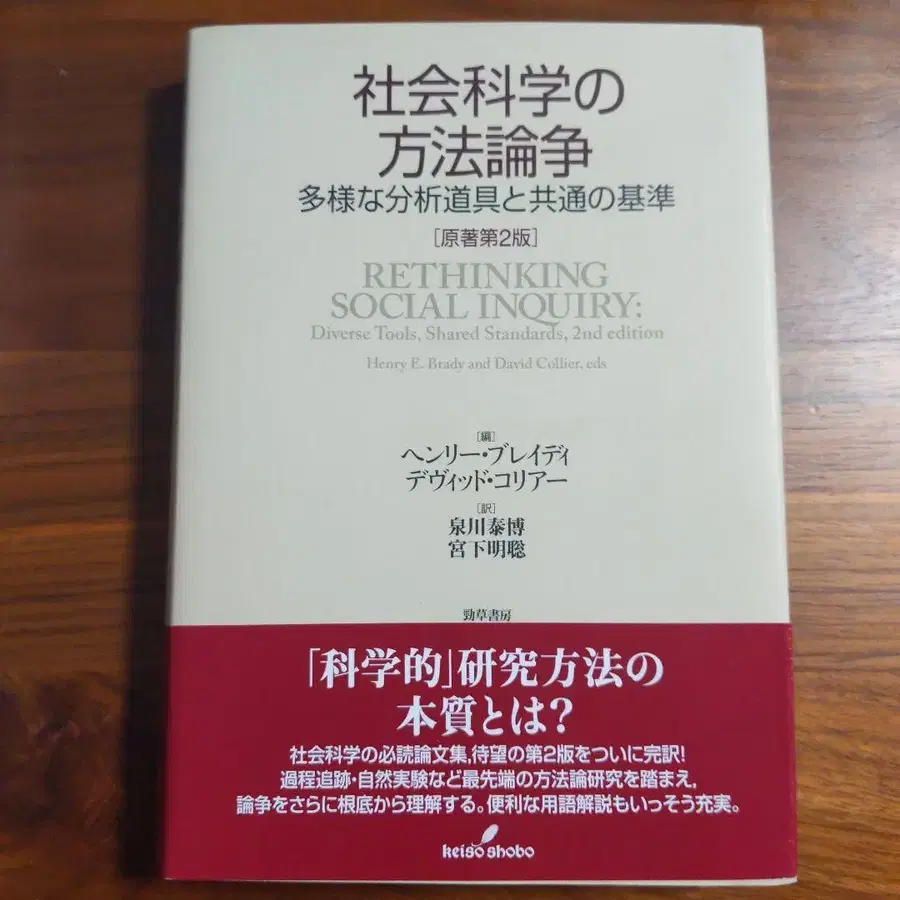 社会科学の
方法論争
多様な分析道具と共通の基準
[原著第2版]
RETHINKING
SOCIAL INQUIRY:
Diverse Tools, Shared Standards, 2nd edition
Henry E. Brady and David Collier, eds
[編]
ヘンリー・ブレイディ
デヴィッド・コリアー
[訳]
泉川泰博
宮下明聡
勁草書房
「科学的」研究方法の
本質とは?
社会科学の必読論文集,待望の第2版をついに完訳!
過程追跡・自然実験など最先端の方法論研究を踏まえ,
論争をさらに根底から理解する。便利な用語解説もいっそう充実。
keiso shobo